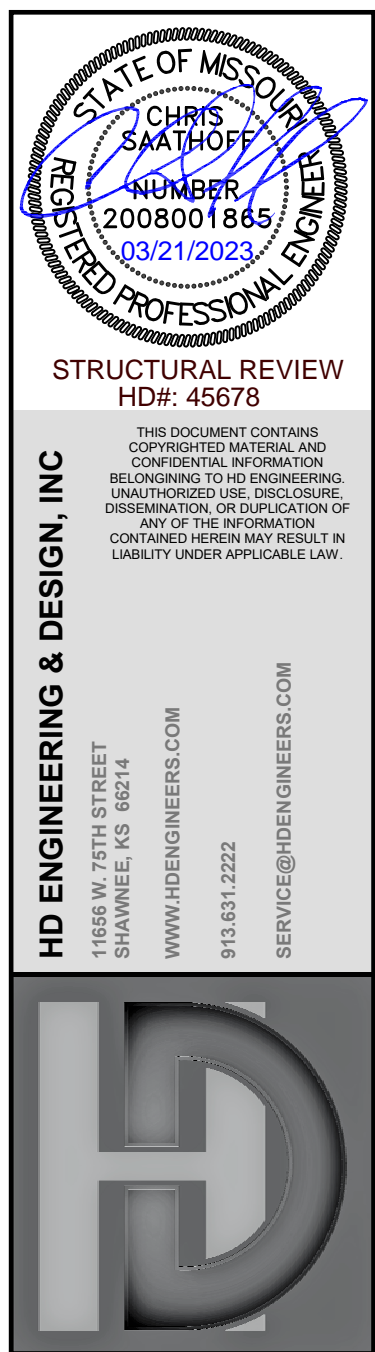 STATE OF MISSOURI
CHRIS
SAATHOFF
NUMBER
2008001865
03/21/2023
REGISTERED PROFESSIONAL ENGINEER
STRUCTURAL REVIEW
HD#: 45678
THIS DOCUMENT CONTAINS
COPYRIGHTED MATERIAL AND
CONFIDENTIAL INFORMATION
BELONGINING TO HD ENGINEERING.
UNAUTHORIZED USE, DISCLOSURE,
DISSEMINATION, OR DUPLICATION OF
ANY OF THE INFORMATION
CONTAINED HEREIN MAY RESULT IN
LIABILITY UNDER APPLICABLE LAW.
HD ENGINEERING & DESIGN, INC
11656 W. 75TH STREET
SHAWNEE, KS 66214
WWW.HDENGINEERS.COM
913.631.2222
SERVICE@HDENGINEERS.COM
HD